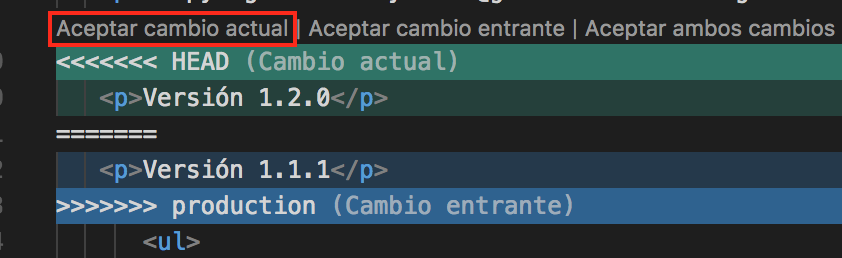 Aceptar cambio actual | Aceptar cambio entrante | Aceptar ambos cambios
<<<<<<< HEAD (Cambio actual)
<p>Versión 1.2.0</p>
=======
<p>Versión 1.1.1</p>
>>>>>>> production (Cambio entrante)
<ul>